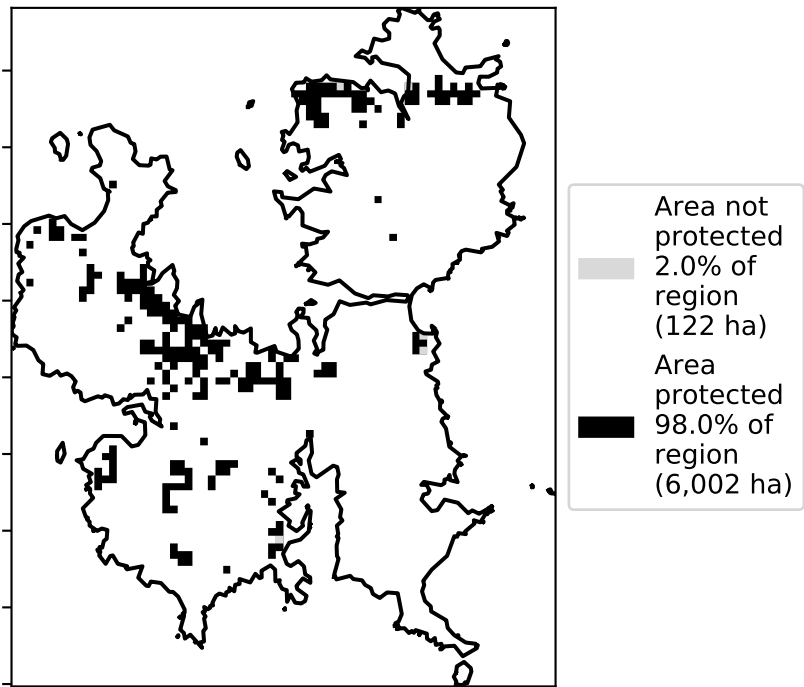 Area not
protected
2.0% of
region
(122 ha)
Area
protected
98.0% of
region
(6,002 ha)